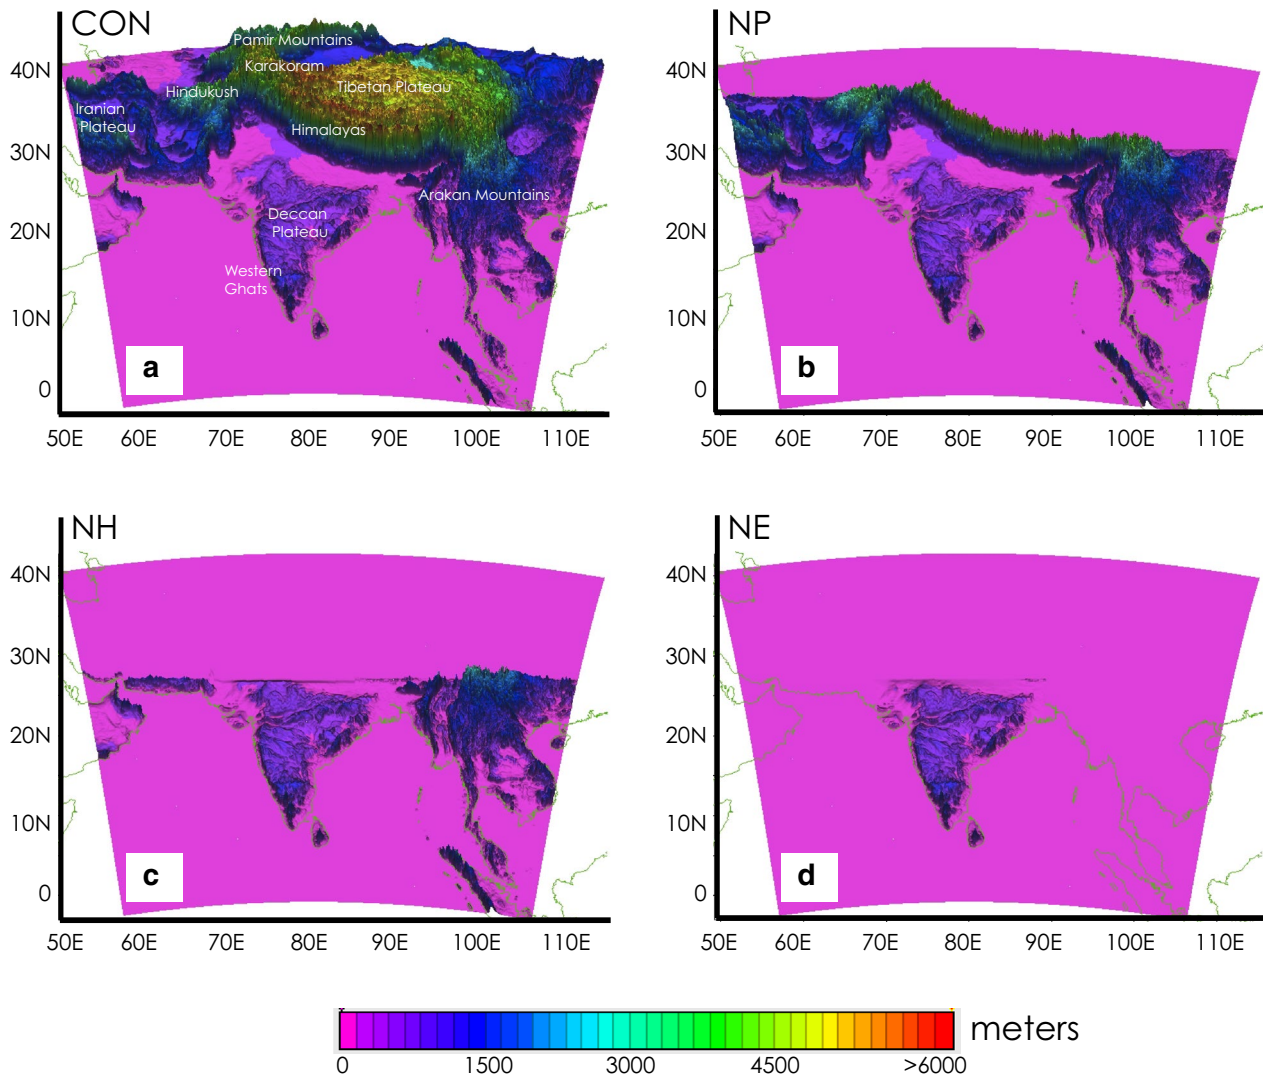 CON
Pamir Mountains
Karakoram
Hindukush
Tibetan Plateau
Iranian
Plateau
Himalayas
Arakan Mountains
Deccan
Plateau
Western
Ghats
40N
30N
20N
10N
0
a
50E 60E 70E 80E 90E 100E 110E
NP
40N
30N
20N
10N
0
b
50E 60E 70E 80E 90E 100E 110E
NH
40N
30N
20N
10N
0
c
50E 60E 70E 80E 90E 100E 110E
NE
40N
30N
20N
10N
0
d
50E 60E 70E 80E 90E 100E 110E
meters
0 1500 3000 4500 >6000